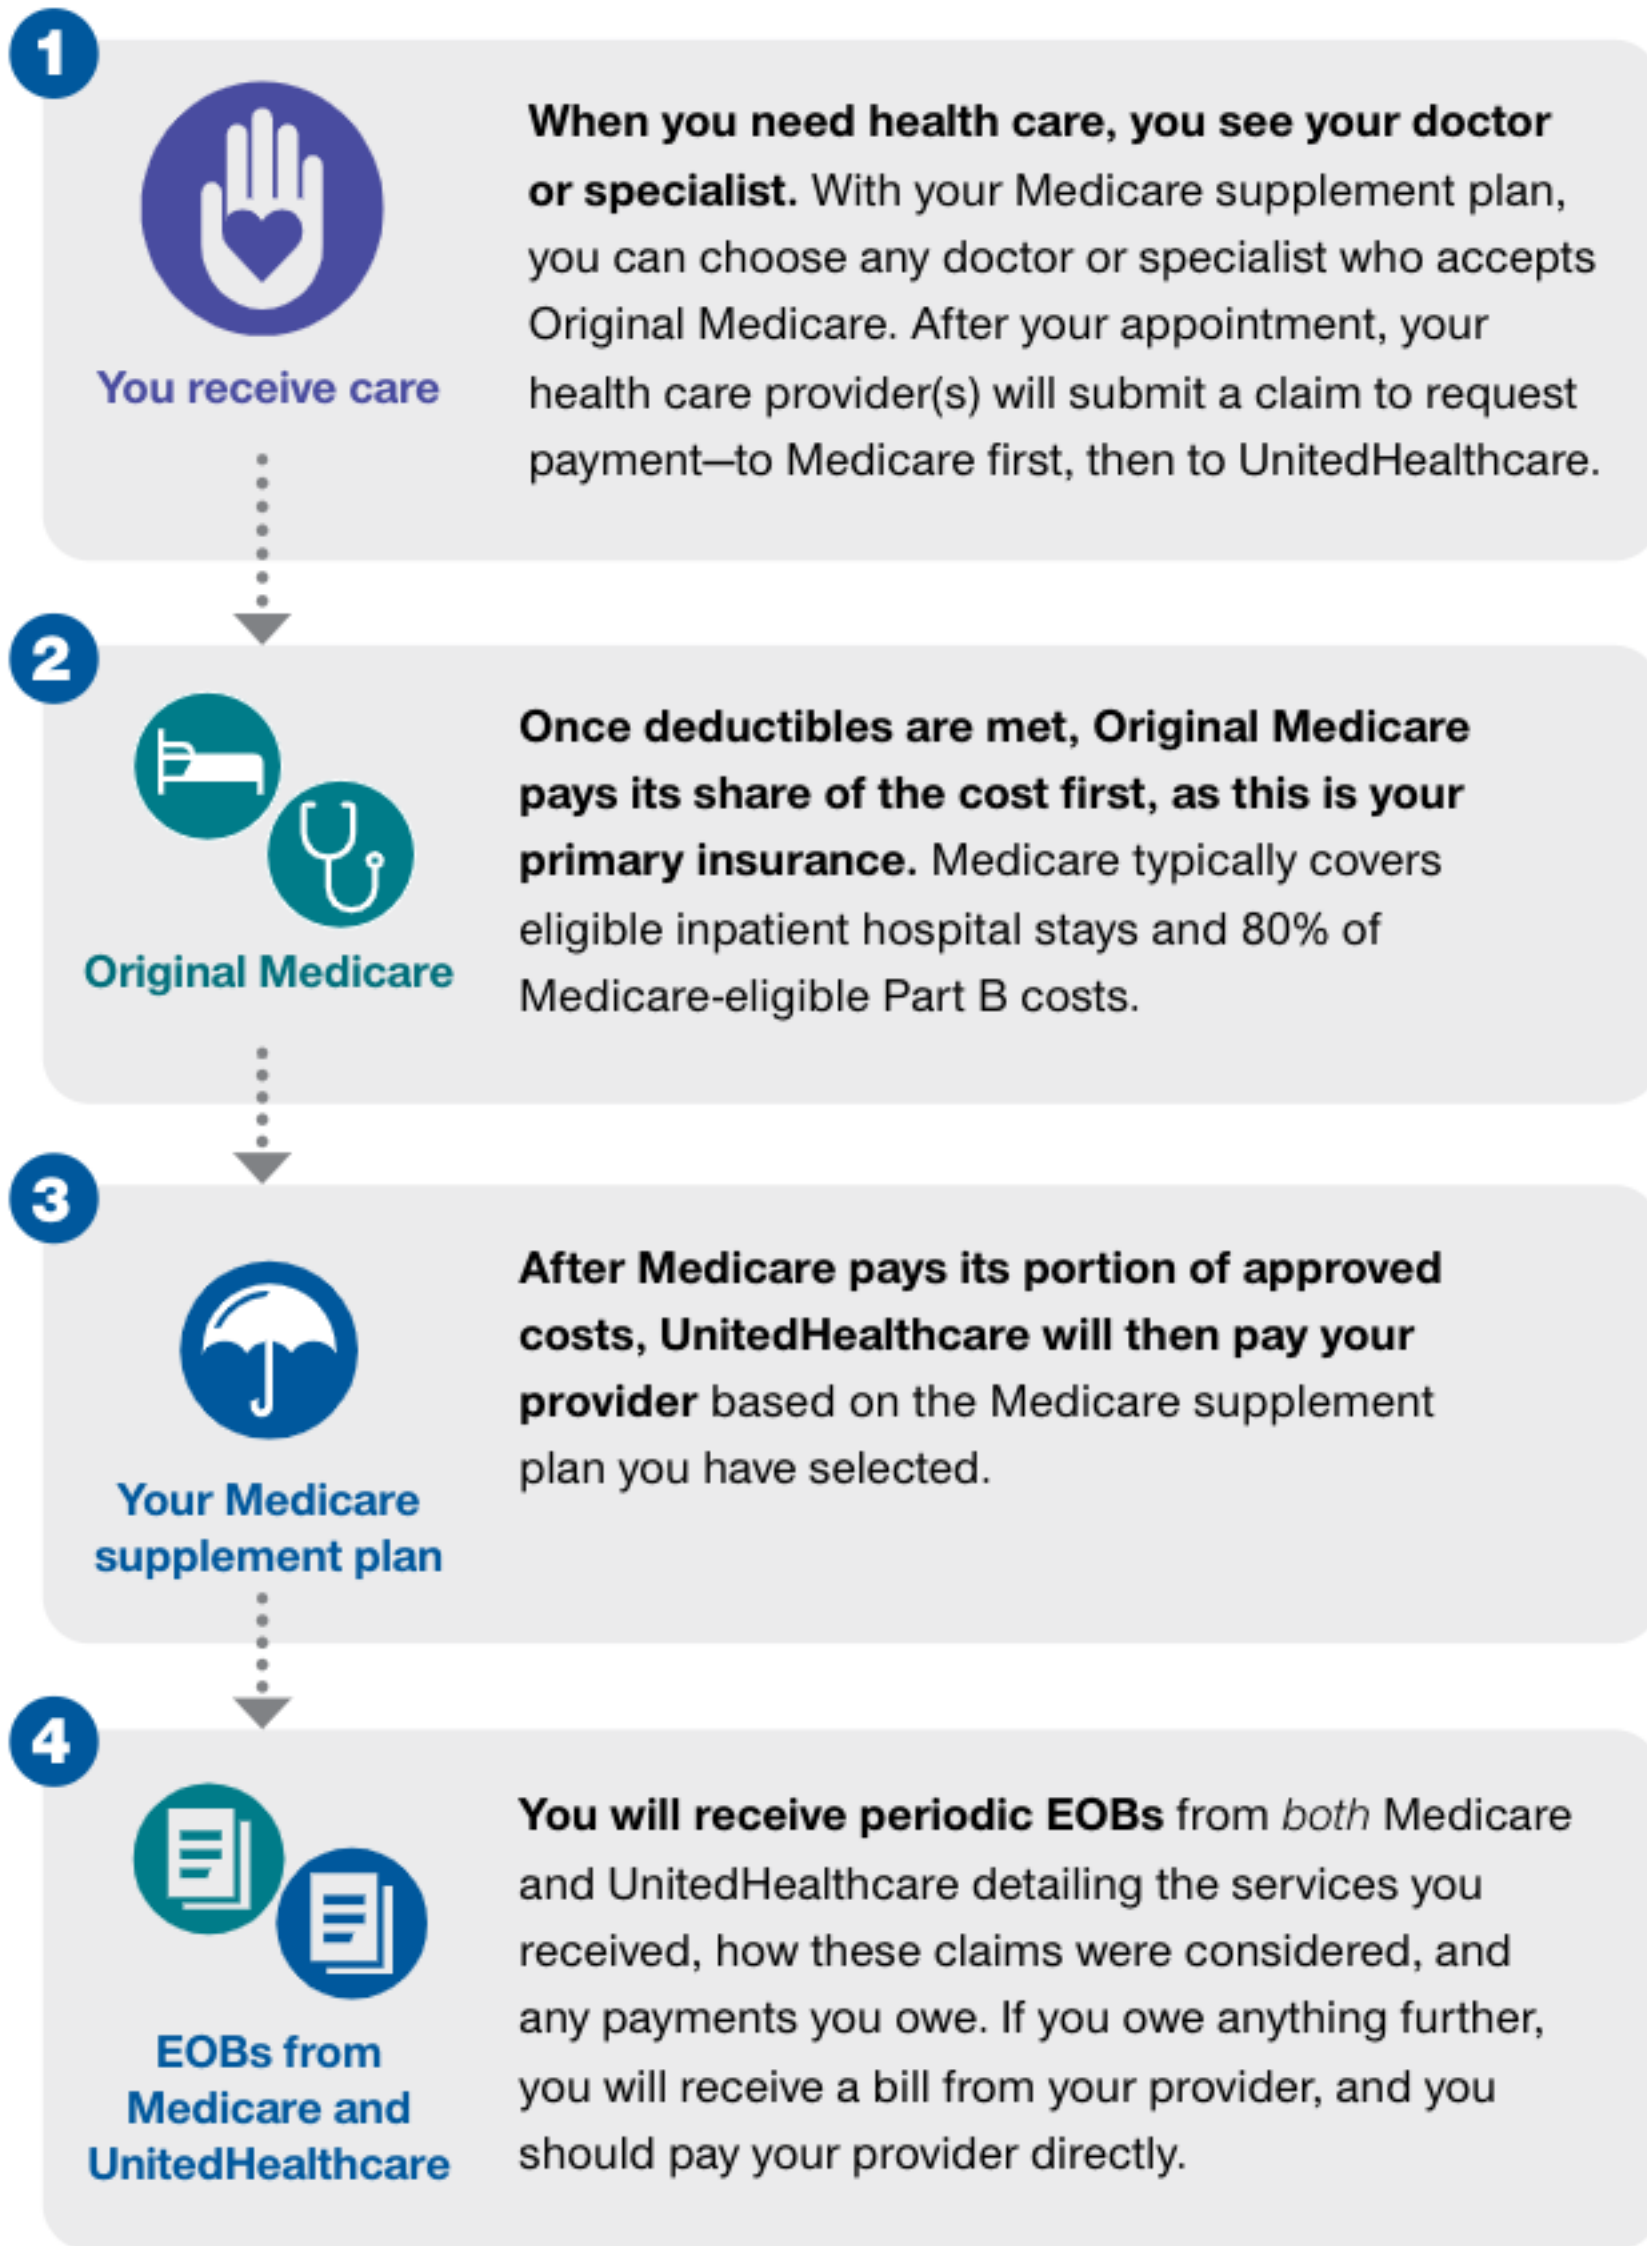 1
When you need health care, you see your doctor
or specialist. With your Medicare supplement plan,
you can choose any doctor or specialist who accepts
Original Medicare. After your appointment, your
health care provider(s) will submit a claim to request
payment—to Medicare first, then to UnitedHealthcare.
You receive care
2
Once deductibles are met, Original Medicare
pays its share of the cost first, as this is your
primary insurance. Medicare typically covers
eligible inpatient hospital stays and 80% of
Medicare-eligible Part B costs.
Original Medicare
3
After Medicare pays its portion of approved
costs, UnitedHealthcare will then pay your
provider based on the Medicare supplement
plan you have selected.
Your Medicare
supplement plan
4
You will receive periodic EOBs from both Medicare
and UnitedHealthcare detailing the services you
received, how these claims were considered, and
any payments you owe. If you owe anything further,
you will receive a bill from your provider, and you
should pay your provider directly.
EOBs from
Medicare and
UnitedHealthcare